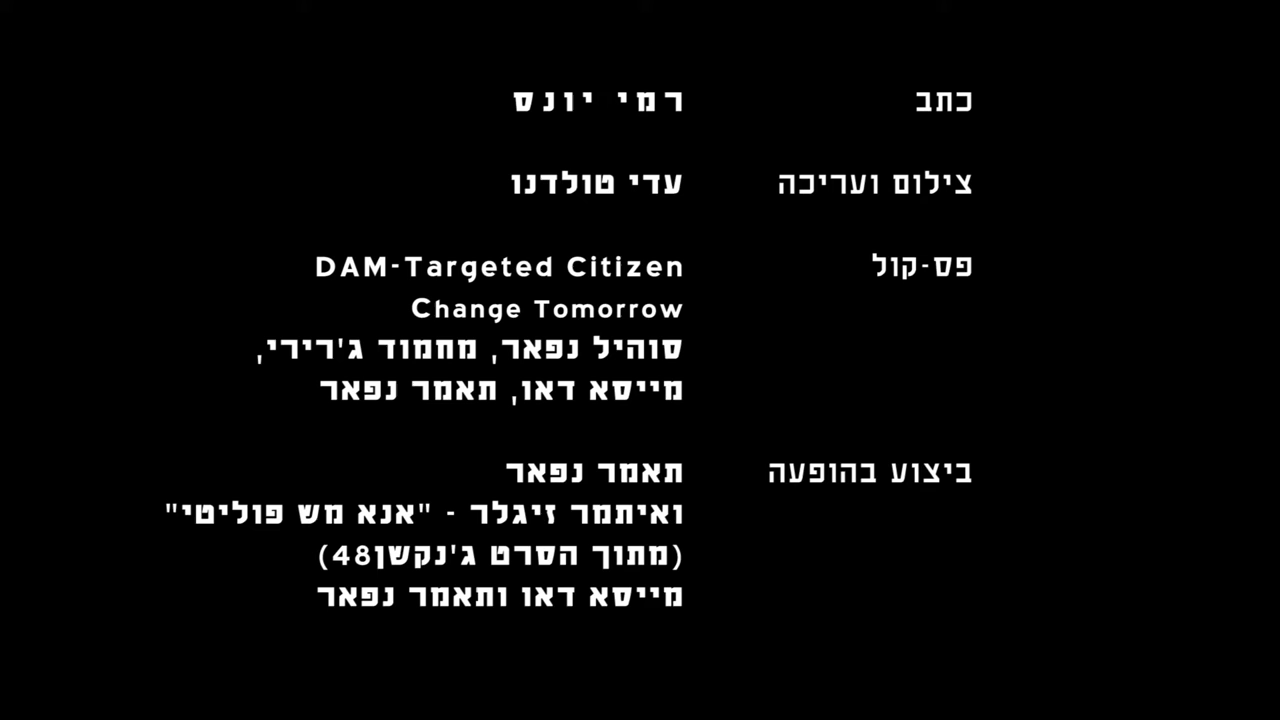 כתב רמי יונס
צילום ועריכה עדי טולדנו
פס-קול DAM-Targeted Citizen
Change Tomorrow
סוהיל נפאר, מחמוד ג'רירי,
מייסא דאו, תאמר נפאר
ביצוע בהופעה תאמר נפאר
ואיתמר זיגלר - "אנא מש פוליטי"
(מתוך הסרט ג'נקשן48)
מייסא דאו ותאמר נפאר